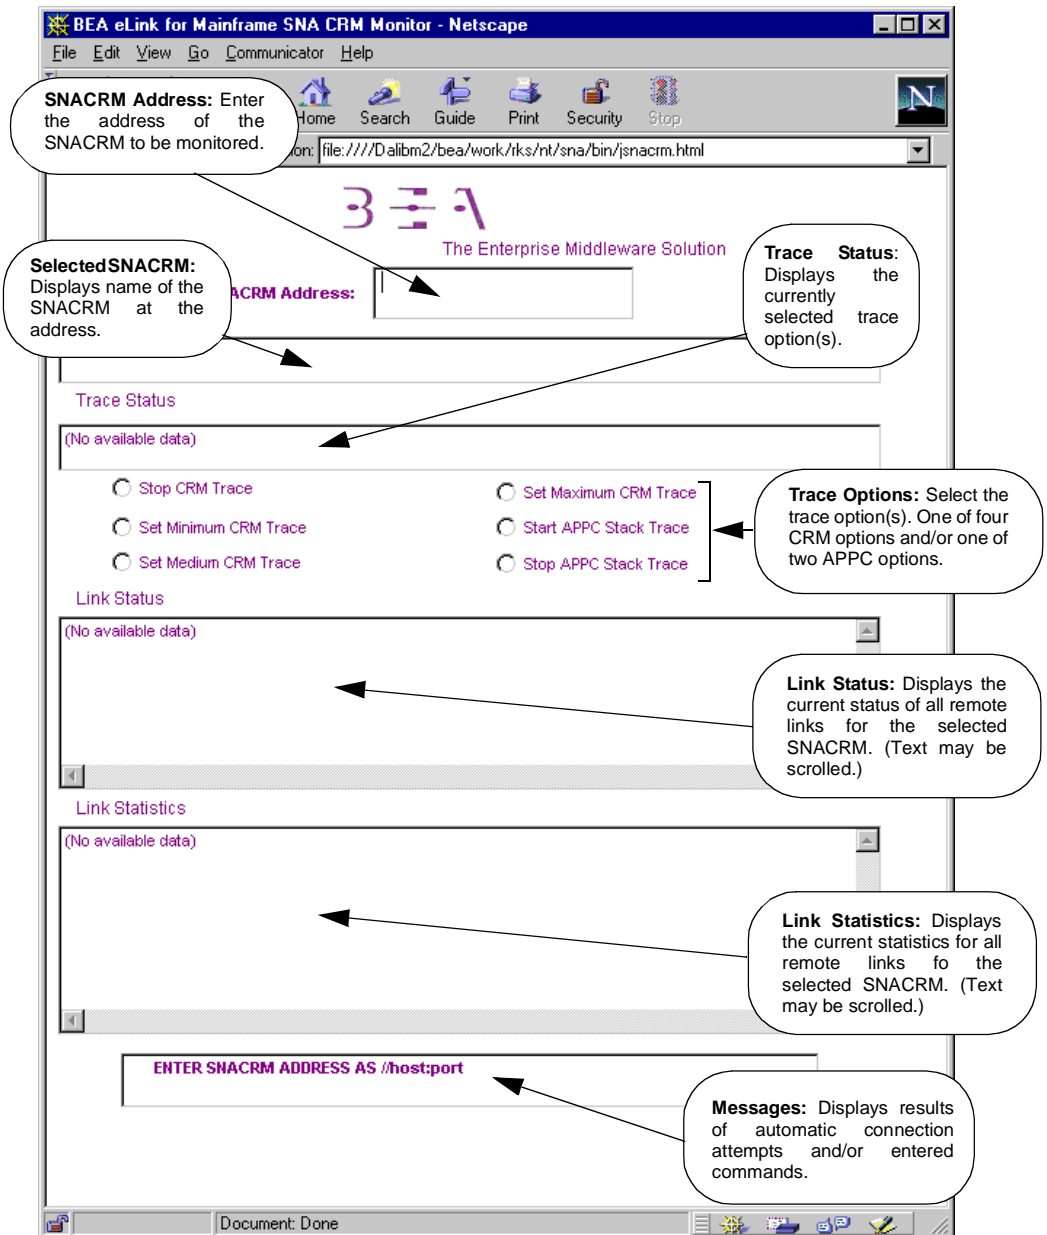 BEA eLink for Mainframe SNA CRM Monitor - Netscape
File Edit View Go Communicator Help
Home Search Guide Print Security Stop
SNACRM Address: Enter
the address of the
SNACRM to be monitored.
on: file:////Dalibm2/bea/work/rks/nt/sna/bin/jsnacrm.html
BEA
The Enterprise Middleware Solution
Trace Status:
Displays the
currently
selected trace
option(s).
SelectedSNACRM:
Displays name of the
SNACRM at the
address.
ACRM Address:
Trace Status
(No available data)
Stop CRM Trace
Set Minimum CRM Trace
Set Medium CRM Trace
Set Maximum CRM Trace
Start APPC Stack Trace
Stop APPC Stack Trace
Trace Options: Select the
trace option(s). One of four
CRM options and/or one of
two APPC options.
Link Status
(No available data)
Link Status: Displays the
current status of all remote
links for the selected
SNACRM. (Text may be
scrolled.)
Link Statistics
(No available data)
Link Statistics: Displays
the current statistics for all
remote links fo the
selected SNACRM. (Text
may be scrolled.)
ENTER SNACRM ADDRESS AS //host:port
Messages: Displays results
of automatic connection
attempts and/or entered
commands.
Document: Done